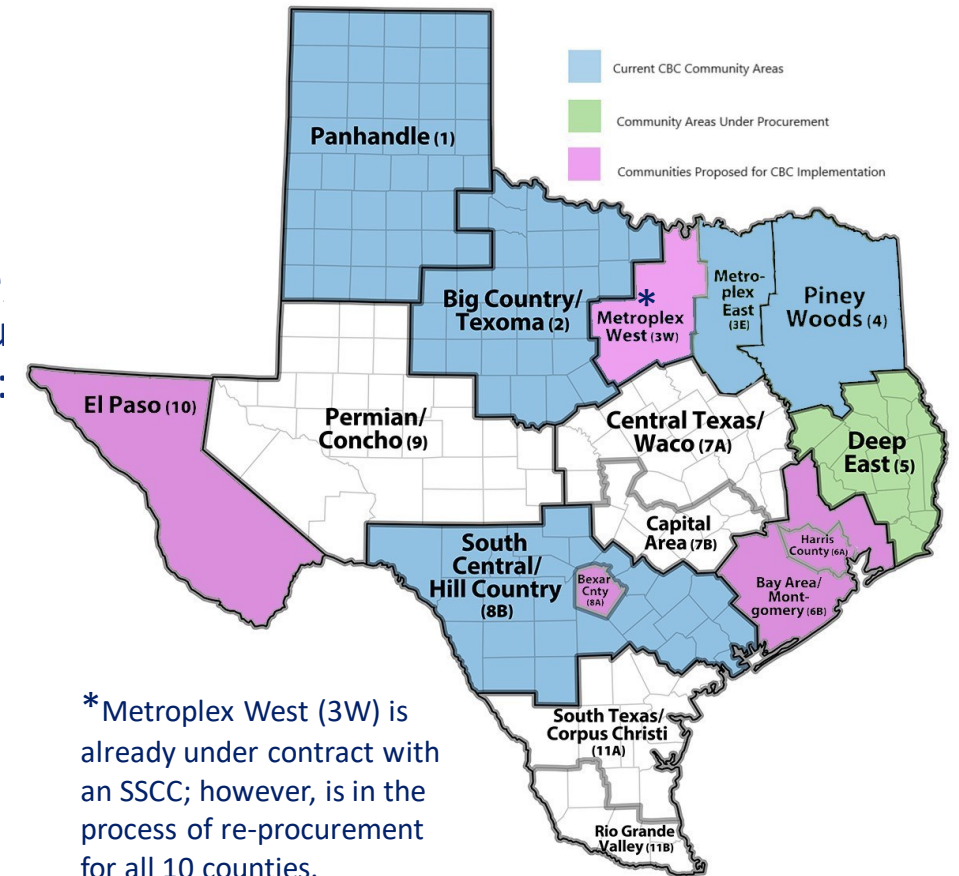 Current CBC Community Areas
Community Areas Under Procurement
Communities Proposed for CBC Implementation
Panhandle (1)
Big Country/
Texoma (2)
*
Metroplex
West (3W)
Metro-
plex
East
(3E)
Piney
Woods (4)
:
El Paso (10)
Permian/
Concho (9)
Central Texas/
Waco (7A)
Deep
East (5)
Capital
Area (7B)
Harris
County (6A)
Bay Area/
Mont-
gomery (6B)
South
Central/
Hill Country
(8B)
Bexar
Cnty
(8A)
South Texas/
Corpus Christi
(11A)
Rio Grande
Valley (11B)
*Metroplex West (3W) is
already under contract with
an SSCC; however, is in the
process of re-procurement
for all 10 counties.